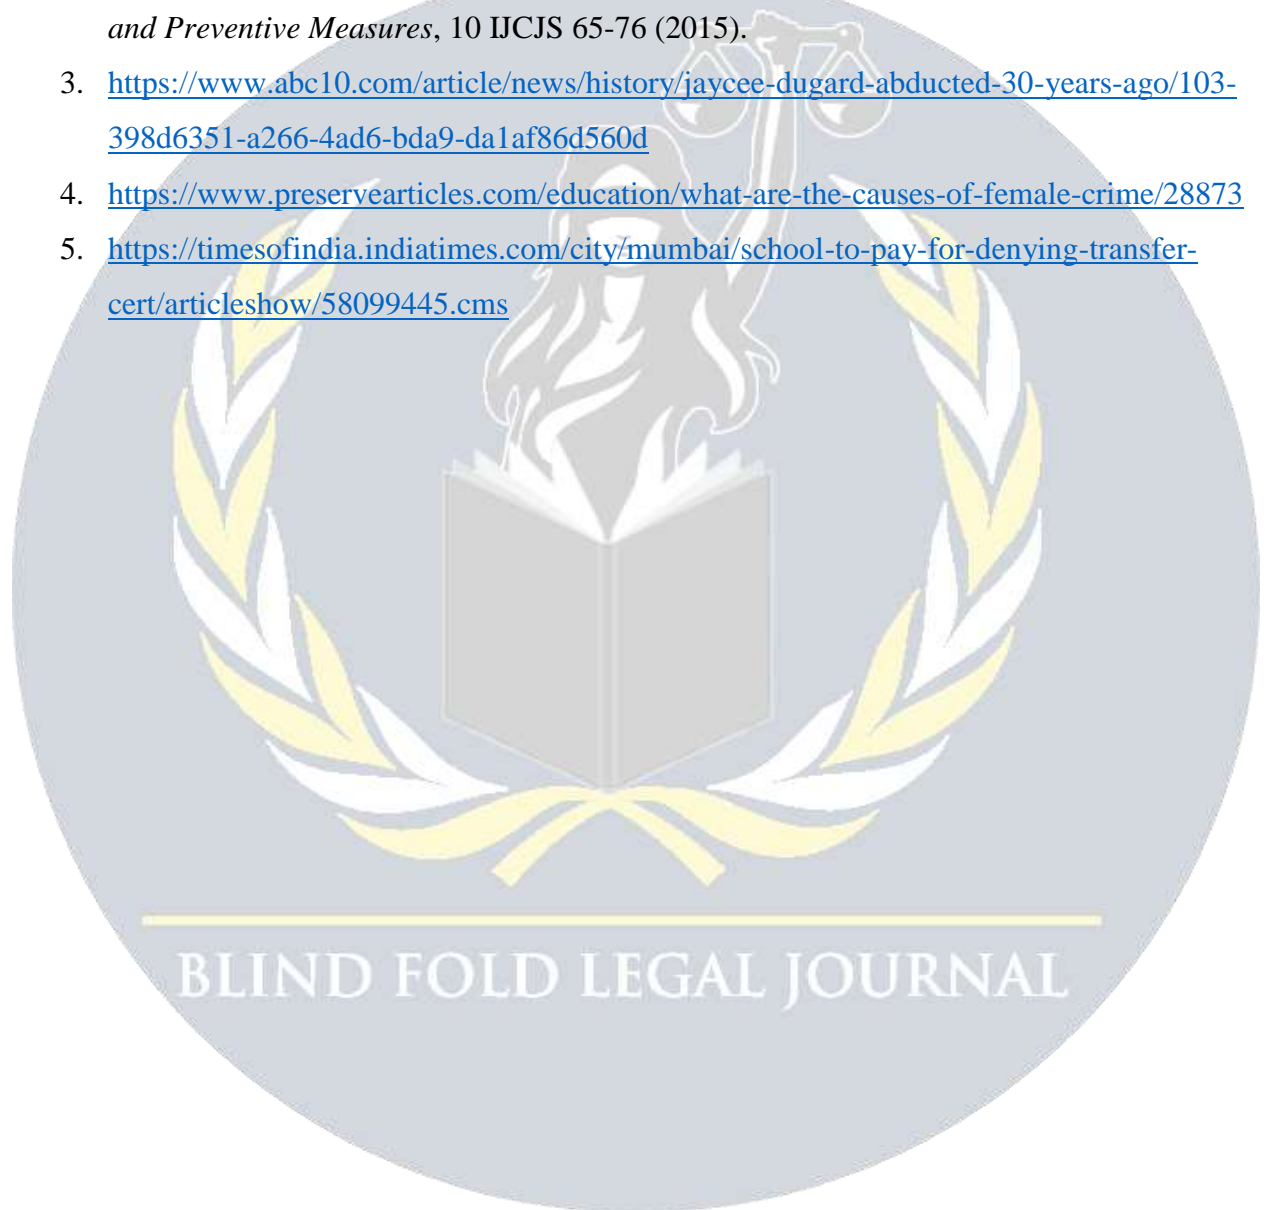 and Preventive Measures, 10 IJCJS 65-76 (2015).
3. https://www.abc10.com/article/news/history/jaycee-dugard-abducted-30-years-ago/103-
398d6351-a266-4ad6-bda9-da1af86d560d
4. https://www.preservearticles.com/education/what-are-the-causes-of-female-crime/28873
5. https://timesofindia.indiatimes.com/city/mumbai/school-to-pay-for-denying-transfer-
cert/articleshow/58099445.cms
BLIND FOLD LEGAL JOURNAL